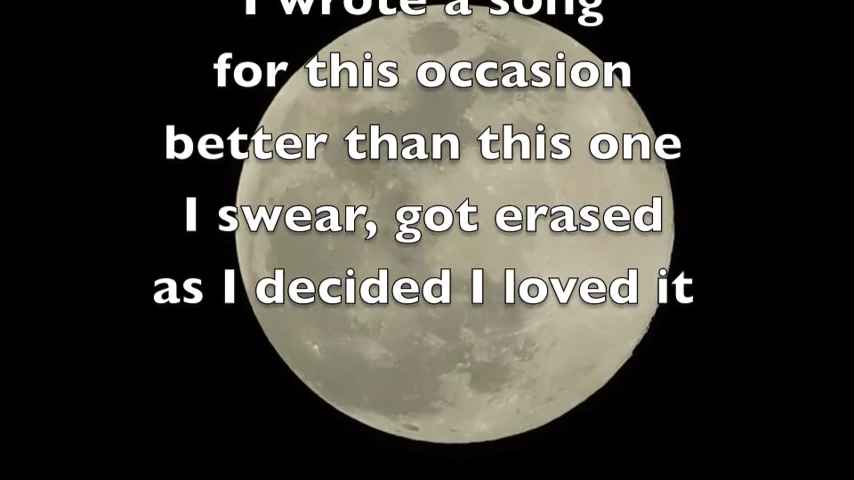 I wrote a song
for this occasion
better than this one
I swear, got erased
as I decided I loved it